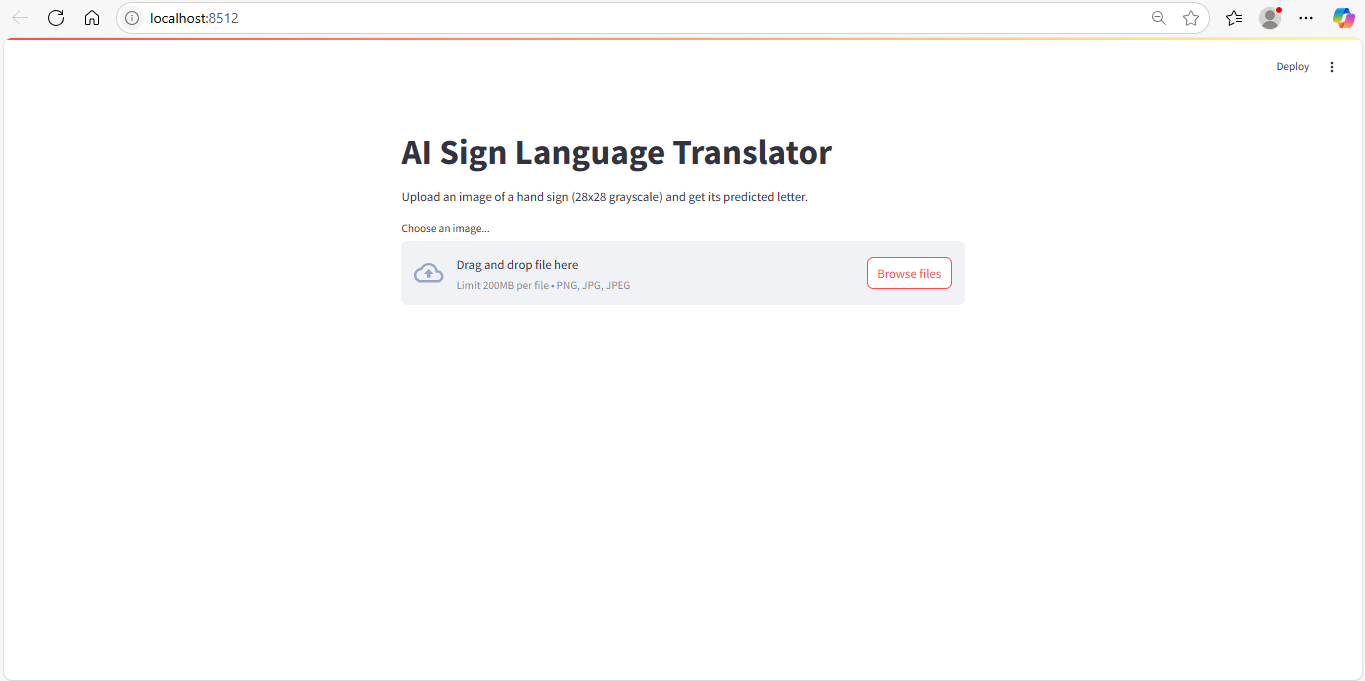 localhost:8512
Deploy
AI Sign Language Translator
Upload an image of a hand sign (28x28 grayscale) and get its predicted letter.
Choose an image...
Drag and drop file here
Limit 200MB per file • PNG, JPG, JPEG
Browse files